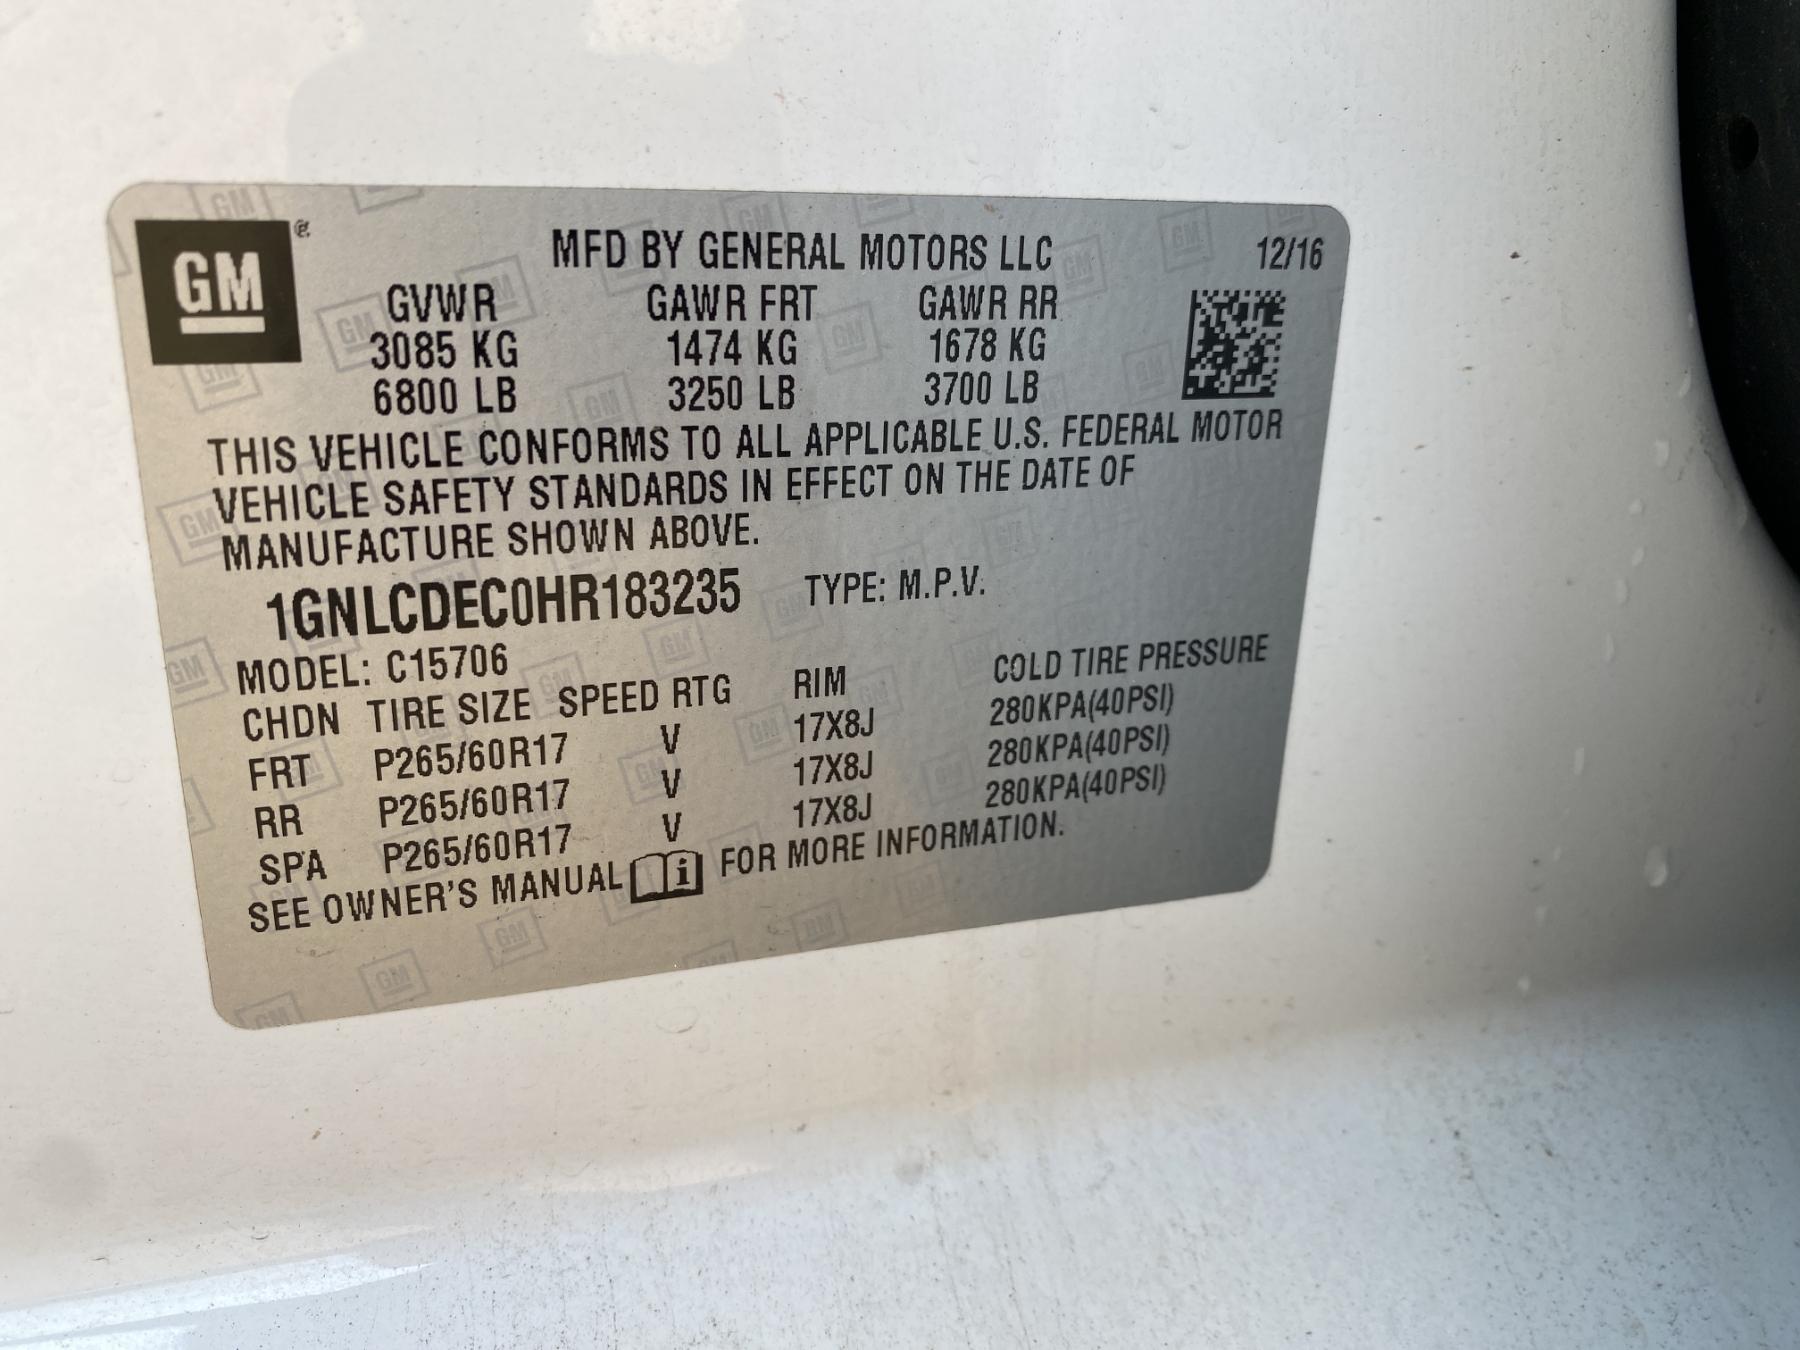 GM
MFD BY GENERAL MOTORS LLC 12/16
GVWR GAWR FRT GAWR RR
3085 KG 1474 KG 1678 KG
6800 LB 3250 LB 3700 LB
THIS VEHICLE CONFORMS TO ALL APPLICABLE U.S. FEDERAL MOTOR
VEHICLE SAFETY STANDARDS IN EFFECT ON THE DATE OF
MANUFACTURE SHOWN ABOVE.
1GNLCDEC0HR183235 TYPE: M.P.V.
MODEL: C15706
CHDN TIRE SIZE SPEED RTG RIM COLD TIRE PRESSURE
FRT P265/60R17 V 17X8J 280KPA(40PSI)
RR P265/60R17 V 17X8J 280KPA(40PSI)
SPA P265/60R17 V 17X8J 280KPA(40PSI)
SEE OWNER'S MANUAL i FOR MORE INFORMATION.